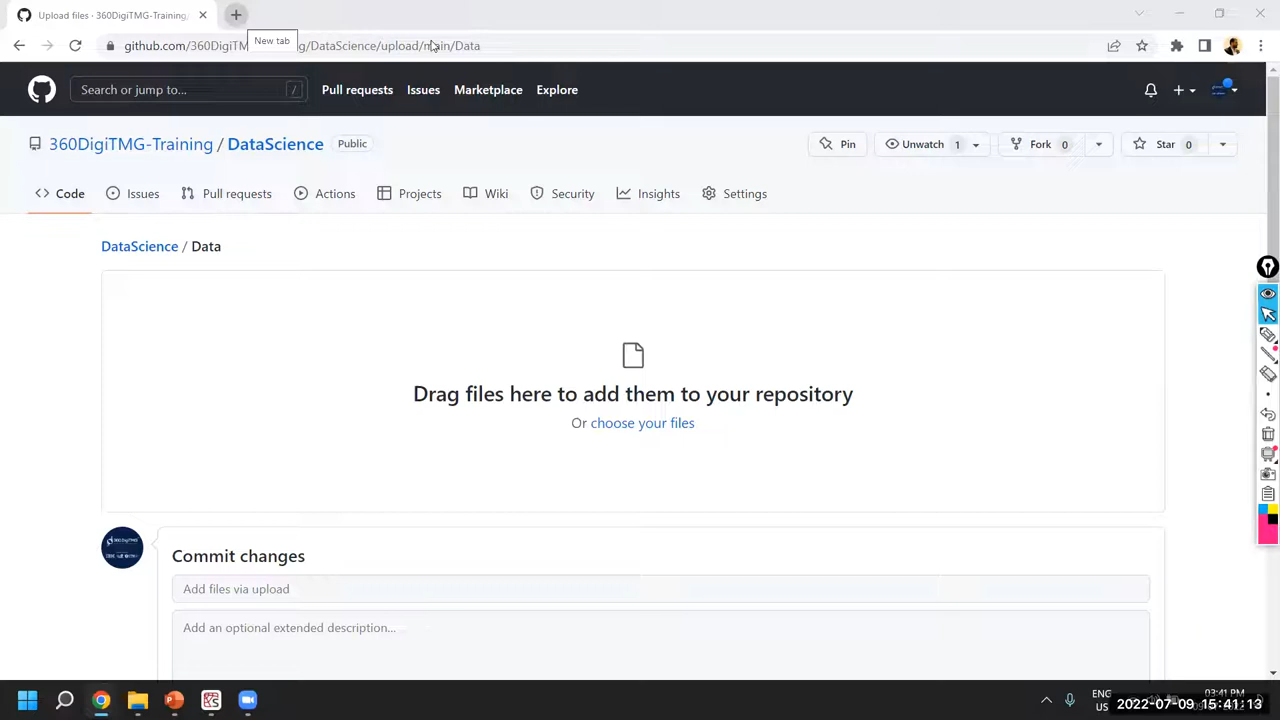 Upload files - 360DigiTMG-Training/
New tab
github.com/360DigiTM g/DataScience/upload/main/Data
Search or jump to... /
Pull requests
Issues
Marketplace
Explore
360DigiTMG-Training / DataScience Public
Pin
Unwatch 1
Fork 0
Star 0
Code
Issues
Pull requests
Actions
Projects
Wiki
Security
Insights
Settings
DataScience / Data
Drag files here to add them to your repository
Or choose your files
Commit changes
Add files via upload
Add an optional extended description...
ENG
US
03:41 PM
2022-07-09 15:41:13